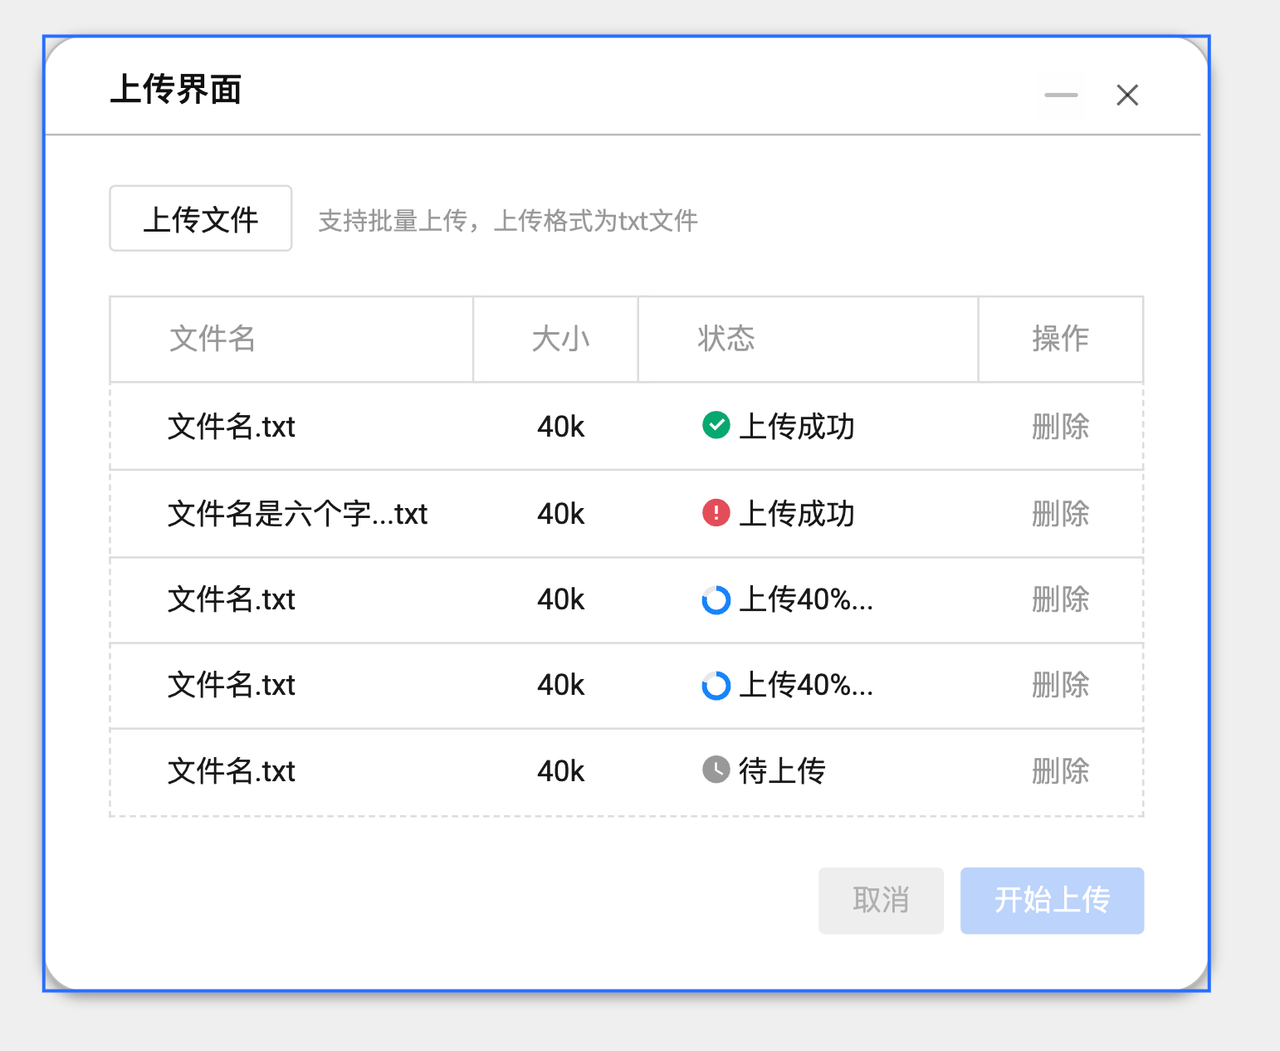 上传界面
上传文件 支持批量上传，上传格式为txt文件
文件名 大小 状态 操作
文件名.txt 40k 上传成功 删除
文件名是六个字...txt 40k 上传成功 删除
文件名.txt 40k 上传40%... 删除
文件名.txt 40k 上传40%... 删除
文件名.txt 40k 待上传 删除
取消 开始上传